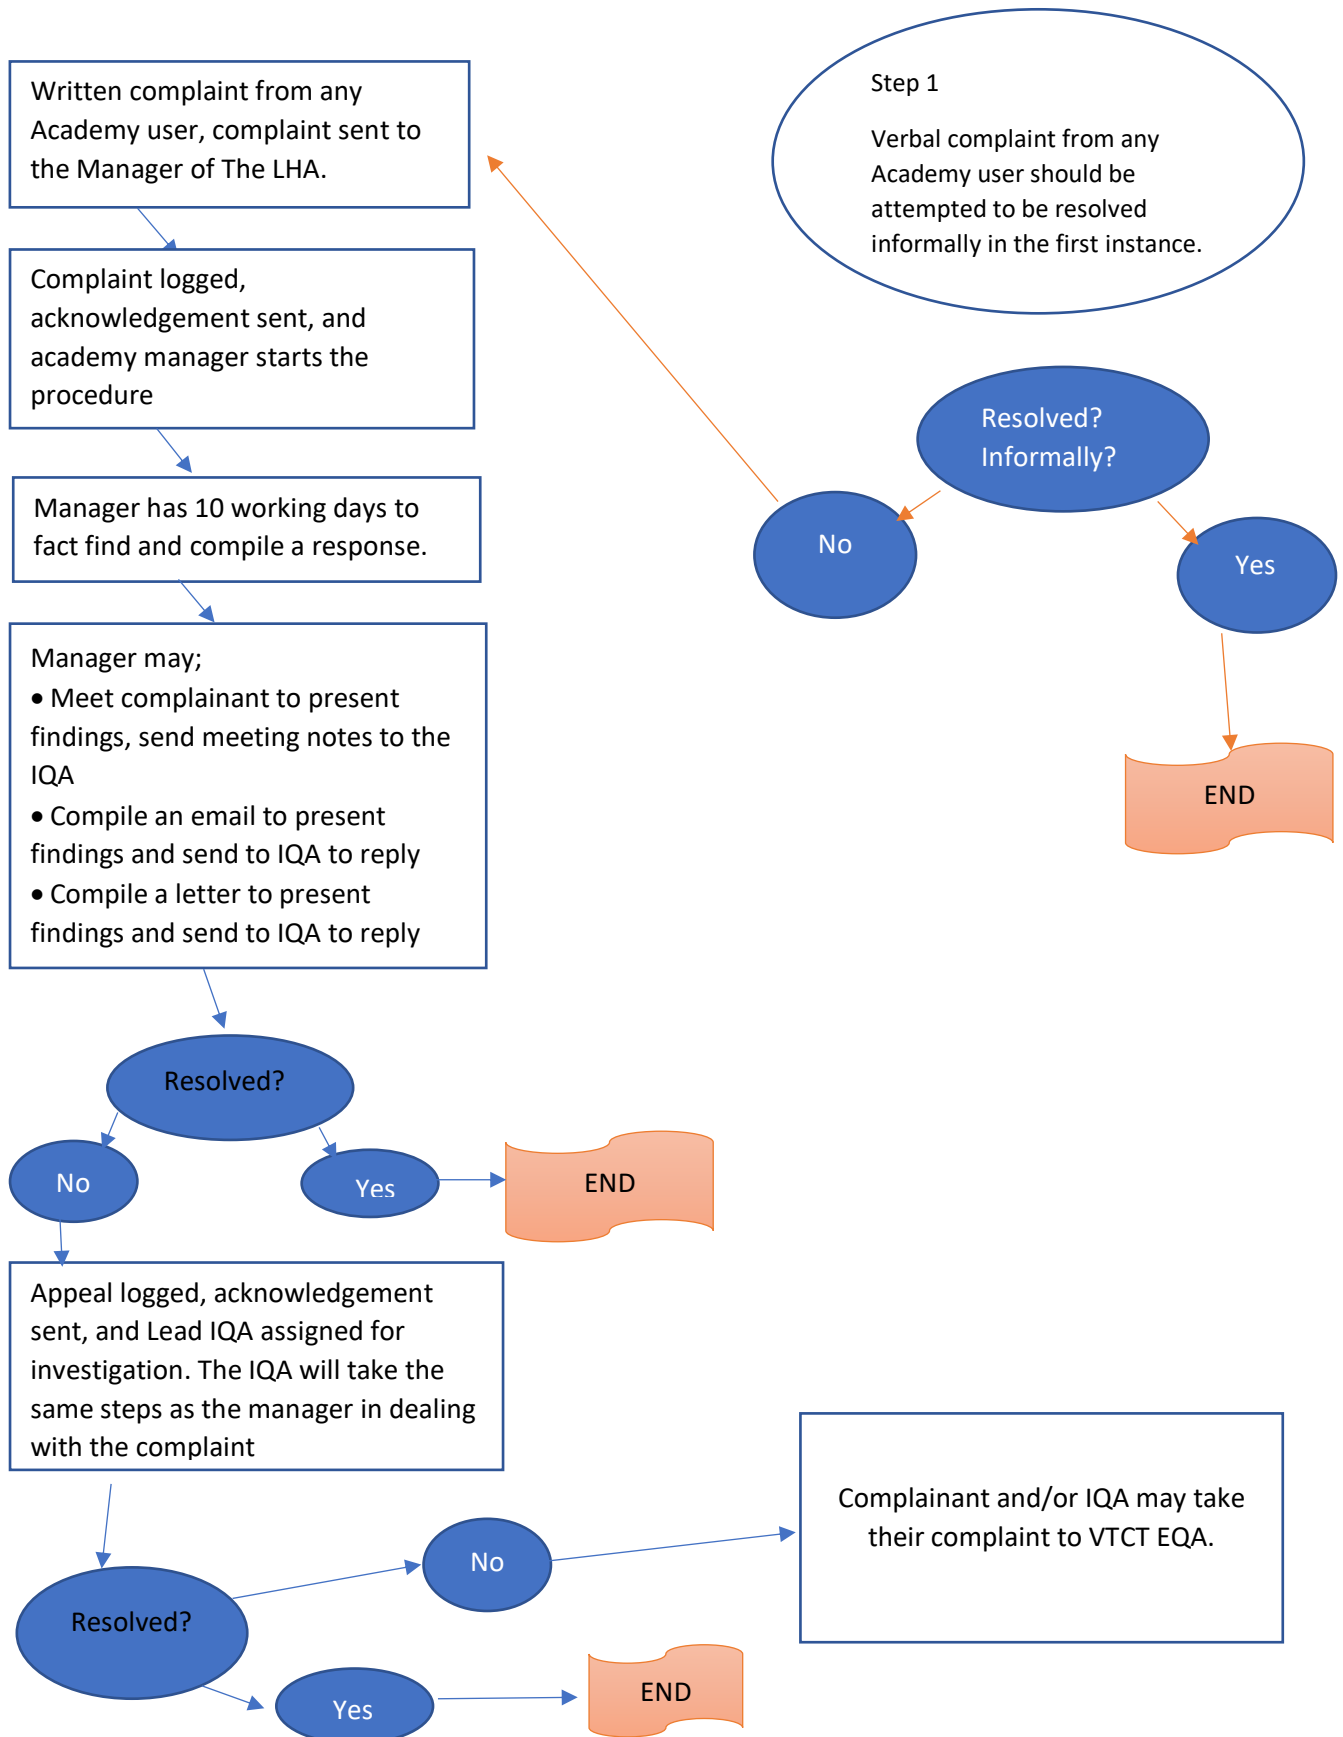 Step 1
Verbal complaint from any
Academy user should be
attempted to be resolved
informally in the first instance.
Resolved?
Informally?
No
Yes
END
Written complaint from any
Academy user, complaint sent to
the Manager of The LHA.
Complaint logged,
acknowledgement sent, and
academy manager starts the
procedure
Manager has 10 working days to
fact find and compile a response.
Manager may;
• Meet complainant to present
findings, send meeting notes to the
IQA
• Compile an email to present
findings and send to IQA to reply
• Compile a letter to present
findings and send to IQA to reply
Resolved?
No
Yes
END
Appeal logged, acknowledgement
sent, and Lead IQA assigned for
investigation. The IQA will take the
same steps as the manager in dealing
with the complaint
Resolved?
No
Complainant and/or IQA may take
their complaint to VTCT EQA.
Yes
END